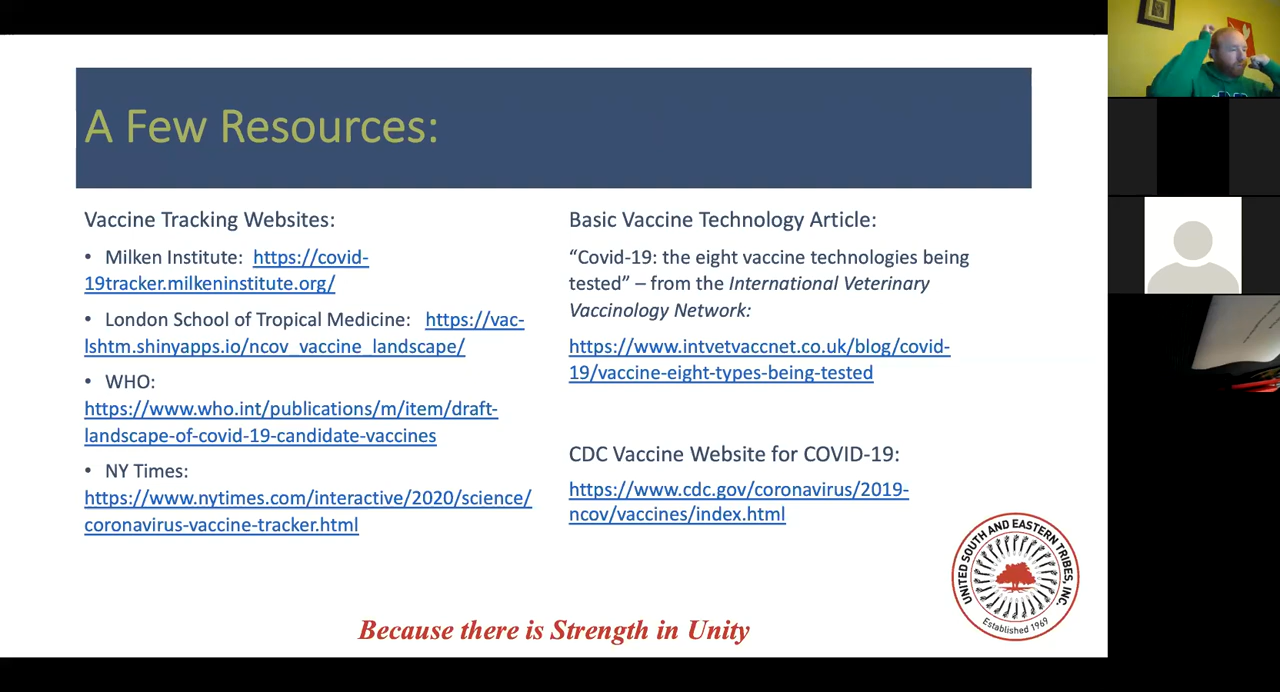 A Few Resources:
Vaccine Tracking Websites:
• Milken Institute: https://covid-
19tracker.milkeninstitute.org/
• London School of Tropical Medicine: https://vac-
lshtm.shinyapps.io/ncov_vaccine_landscape/
• WHO:
https://www.who.int/publications/m/item/draft-
landscape-of-covid-19-candidate-vaccines
• NY Times:
https://www.nytimes.com/interactive/2020/science/
coronavirus-vaccine-tracker.html
Basic Vaccine Technology Article:
“Covid-19: the eight vaccine technologies being
tested” – from the International Veterinary
Vaccinology Network:
https://www.intvetvaccnet.co.uk/blog/covid-
19/vaccine-eight-types-being-tested
CDC Vaccine Website for COVID-19:
https://www.cdc.gov/coronavirus/2019-
ncov/vaccines/index.html
UNITED SOUTH AND EASTERN TRIBES, INC.
Established 1969
Because there is Strength in Unity